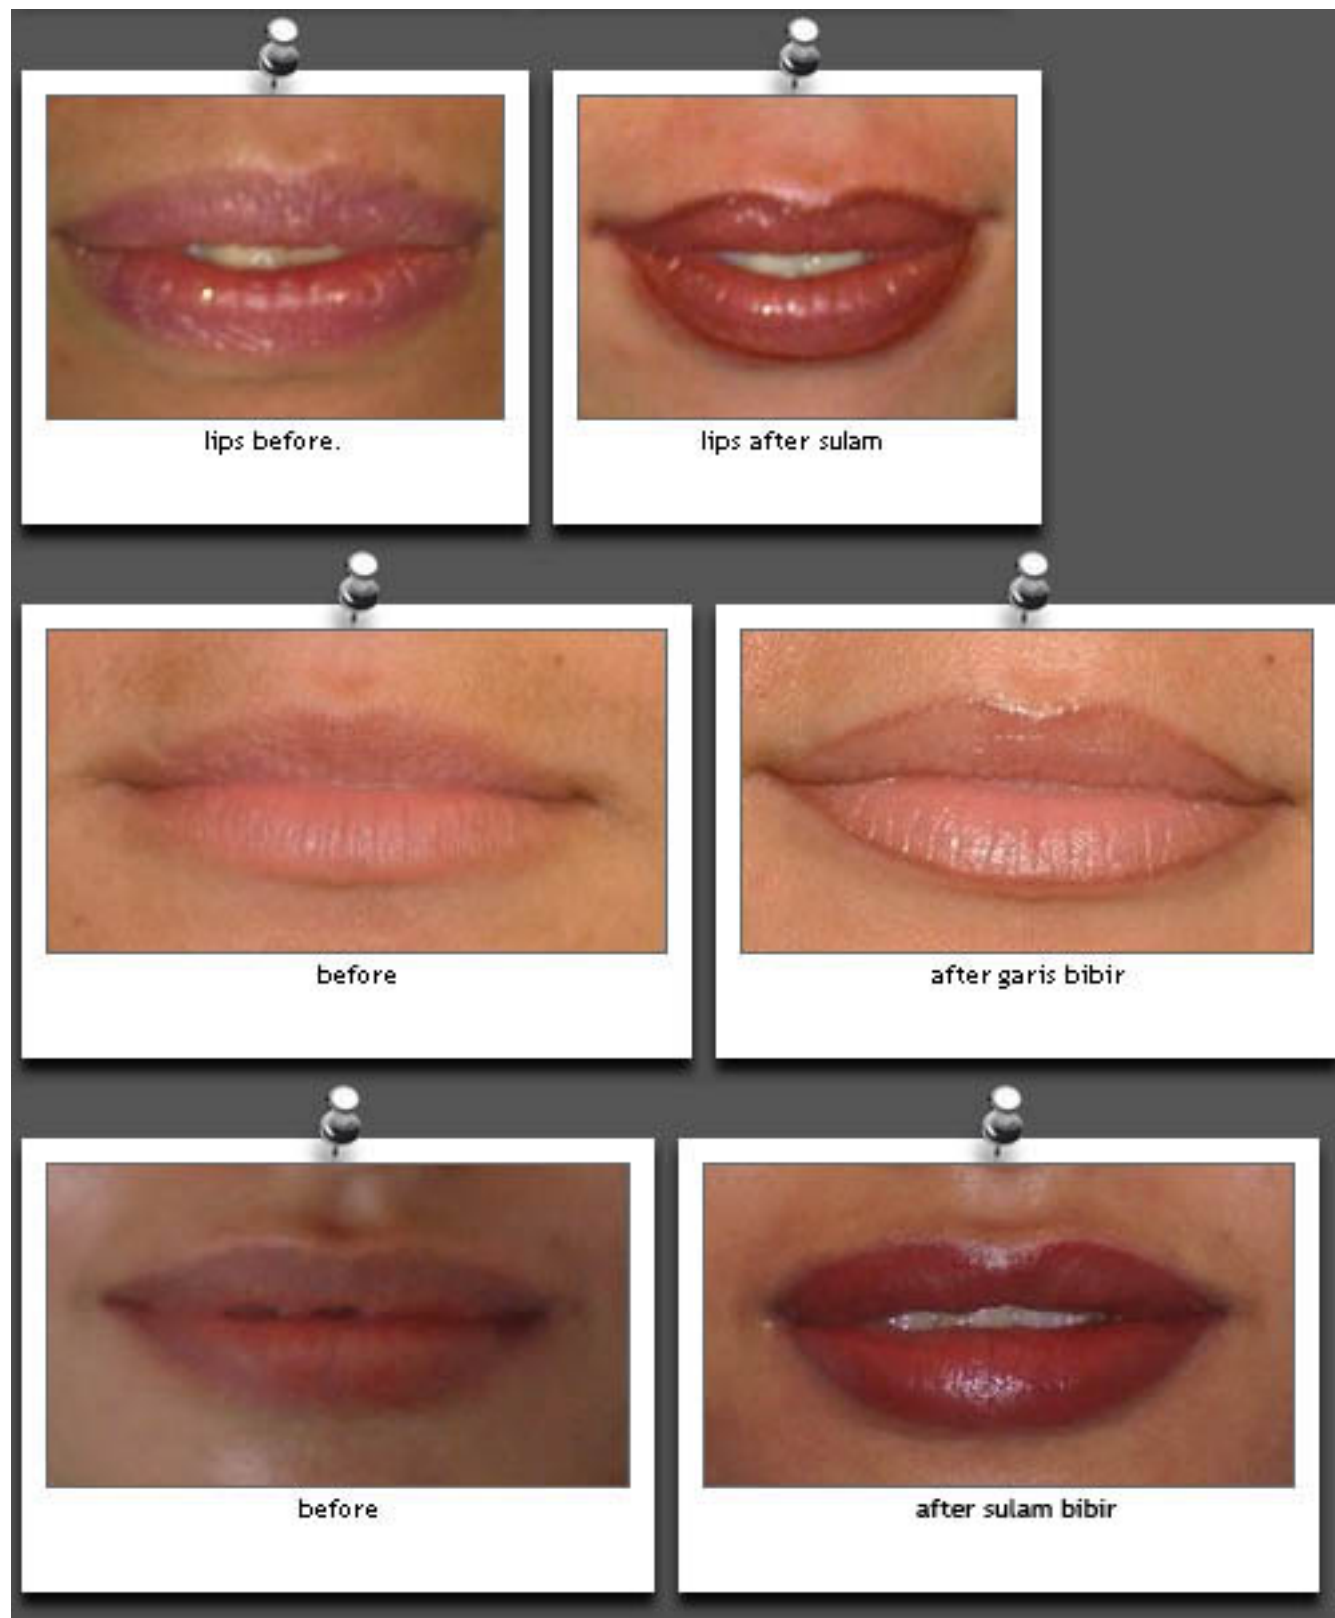 lips before.
lips after sulam
before
after garis bibir
before
after sulam bibir